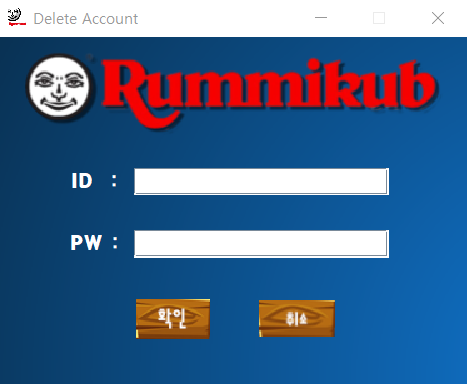 Delete Account
Rummikub
ID :
PW :
확인 취소